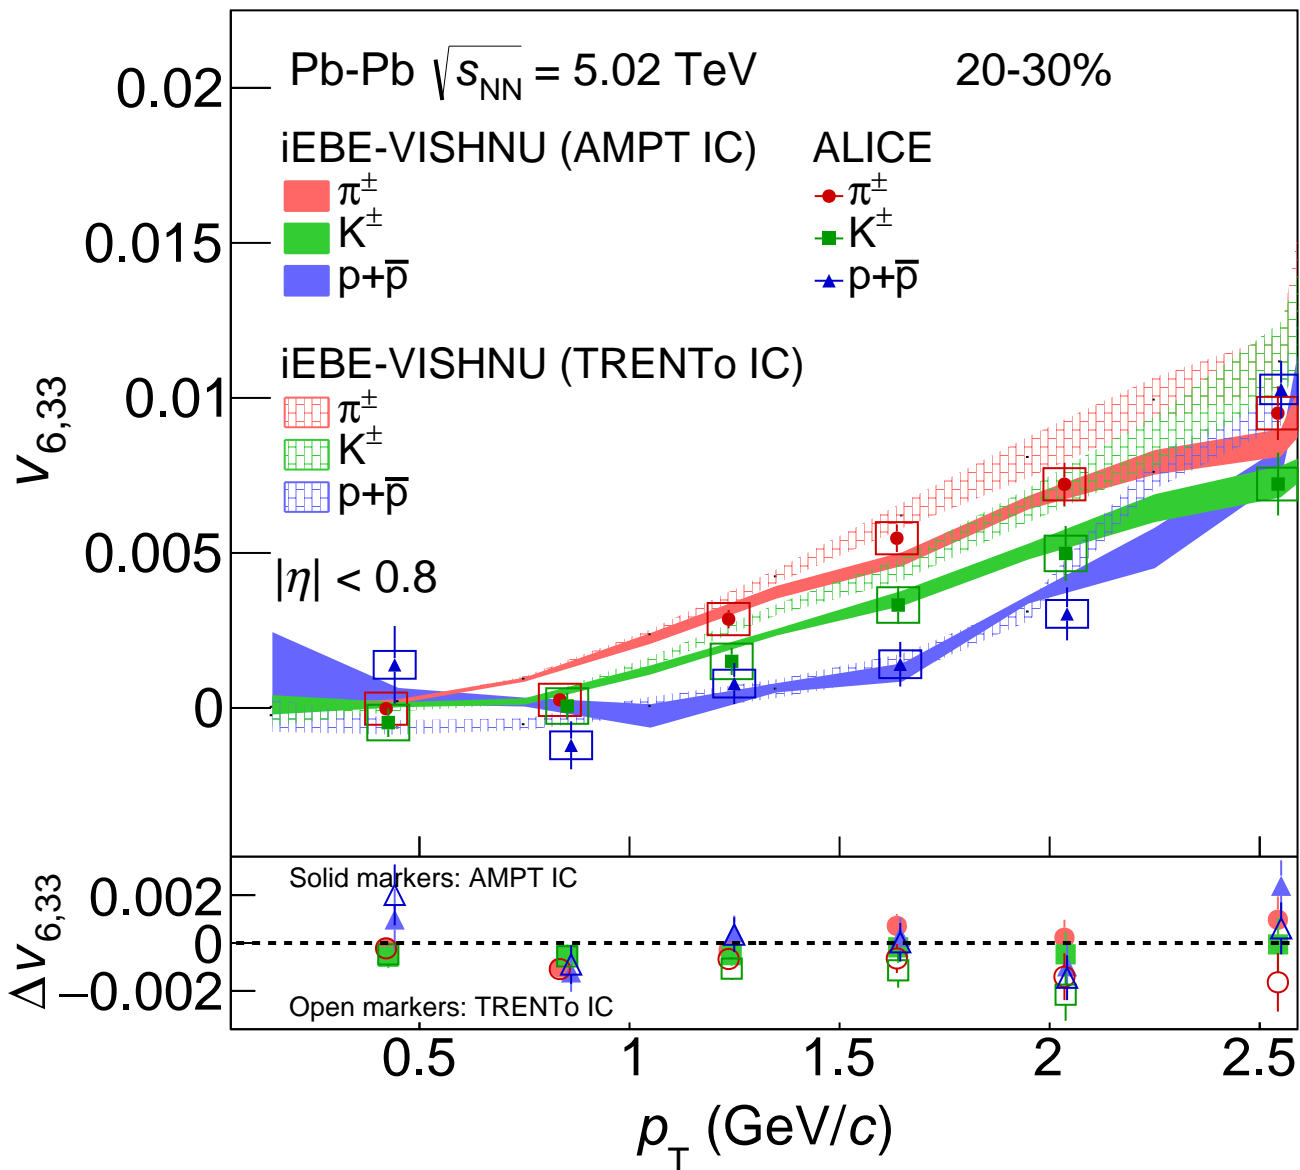 Pb-Pb √sNN = 5.02 TeV 20-30%
iEBE-VISHNU (AMPT IC) ALICE
π± π±
K± K±
p+p̅ p+p̅
iEBE-VISHNU (TRENTo IC)
π±
K±
p+p̅
|η| < 0.8
0.02
0.015
0.01
0.005
0
v6,33
Solid markers: AMPT IC
Open markers: TRENTo IC
0.002
0
−0.002
Δv6,33
0.5 1 1.5 2 2.5
pT (GeV/c)